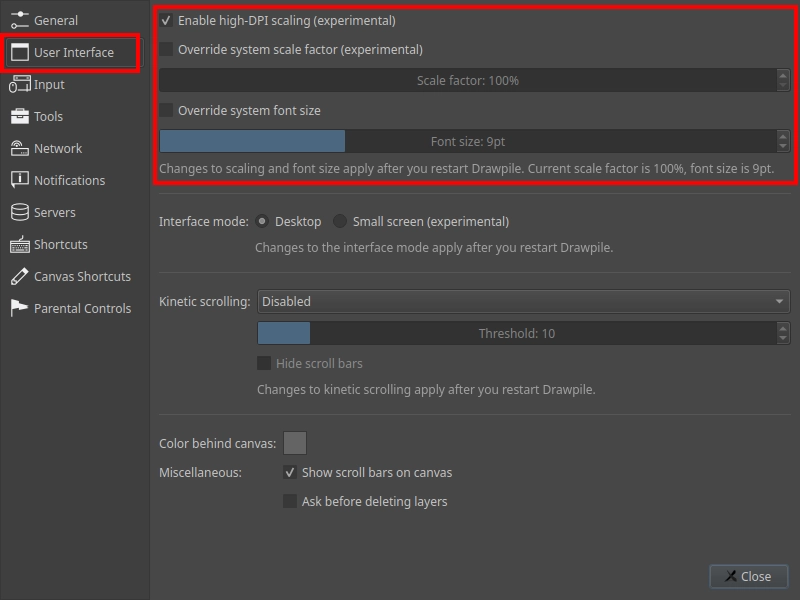 General
User Interface
Input
Tools
Network
Notifications
Servers
Shortcuts
Canvas Shortcuts
Parental Controls
Enable high-DPI scaling (experimental)
Override system scale factor (experimental)
Scale factor: 100%
Override system font size
Font size: 9pt
Changes to scaling and font size apply after you restart Drawpile. Current scale factor is 100%, font size is 9pt.
Interface mode: Desktop Small screen (experimental)
Changes to the interface mode apply after you restart Drawpile.
Kinetic scrolling: Disabled
Threshold: 10
Hide scroll bars
Changes to kinetic scrolling apply after you restart Drawpile.
Color behind canvas:
Miscellaneous: Show scroll bars on canvas
Ask before deleting layers
Close